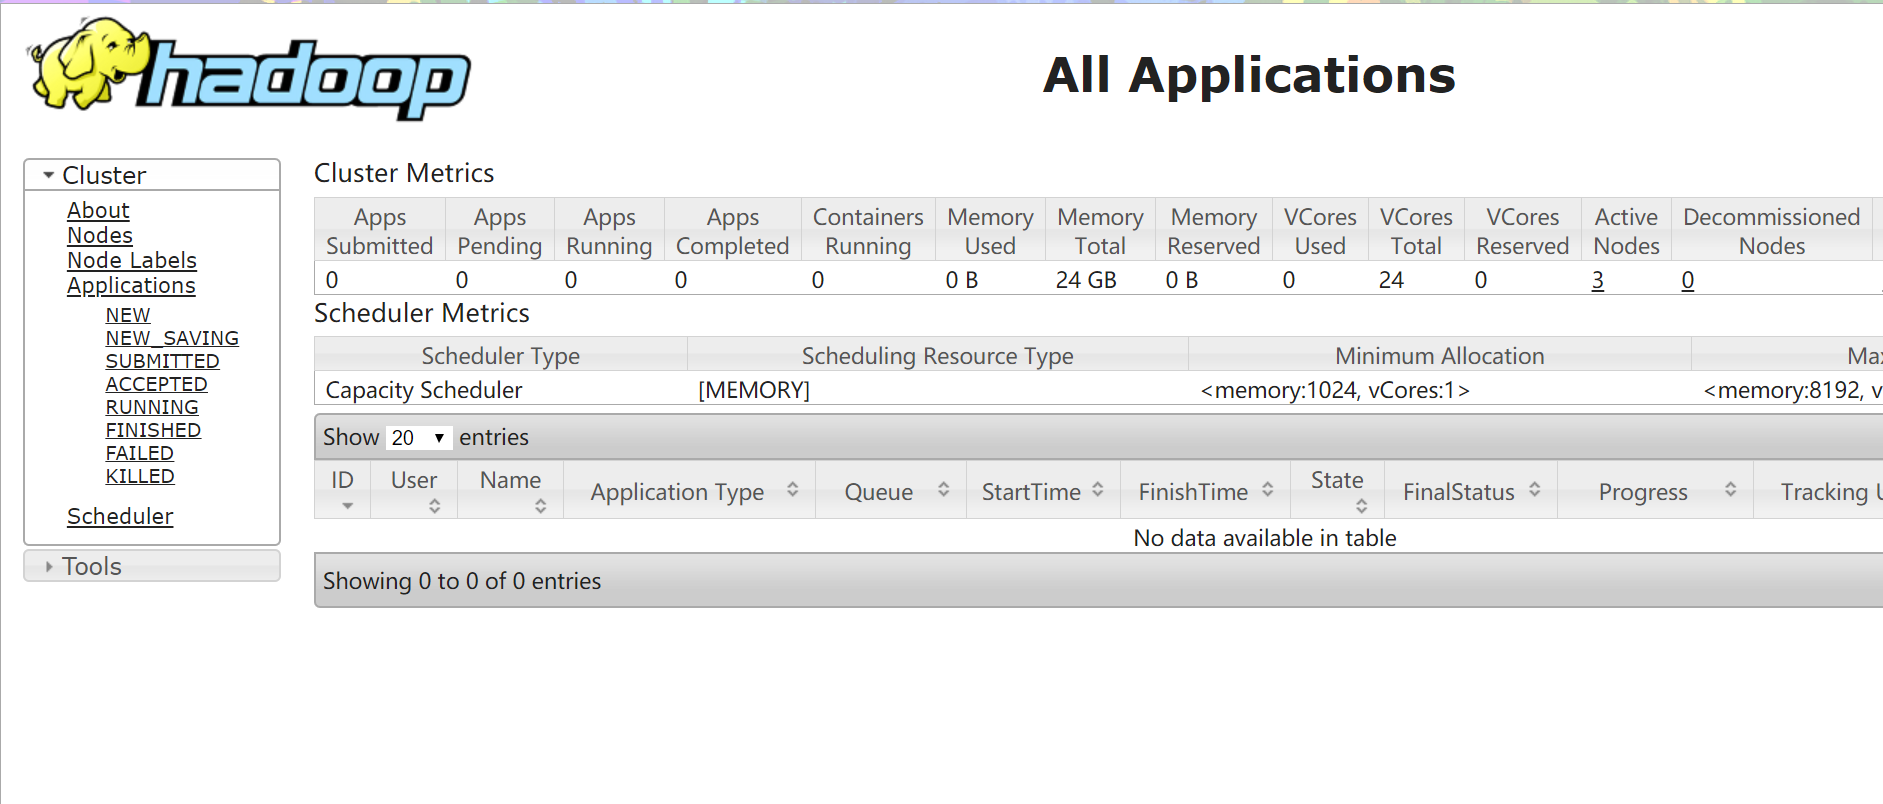 hadoop
All Applications
Cluster
About
Nodes
Node Labels
Applications
NEW
NEW_SAVING
SUBMITTED
ACCEPTED
RUNNING
FINISHED
FAILED
KILLED
Scheduler
Tools
Cluster Metrics
Apps Submitted Apps Pending Apps Running Apps Completed Containers Running Memory Used Memory Total Memory Reserved VCores Used VCores Total VCores Reserved Active Nodes Decommissioned Nodes
0 0 0 0 0 0 B 24 GB 0 B 0 24 0 3 0
Scheduler Metrics
Scheduler Type Scheduling Resource Type Minimum Allocation
Capacity Scheduler [MEMORY] <memory:1024, vCores:1> <memory:8192, v
Show 20 entries
ID User Name Application Type Queue StartTime FinishTime State FinalStatus Progress Tracking
No data available in table
Showing 0 to 0 of 0 entries